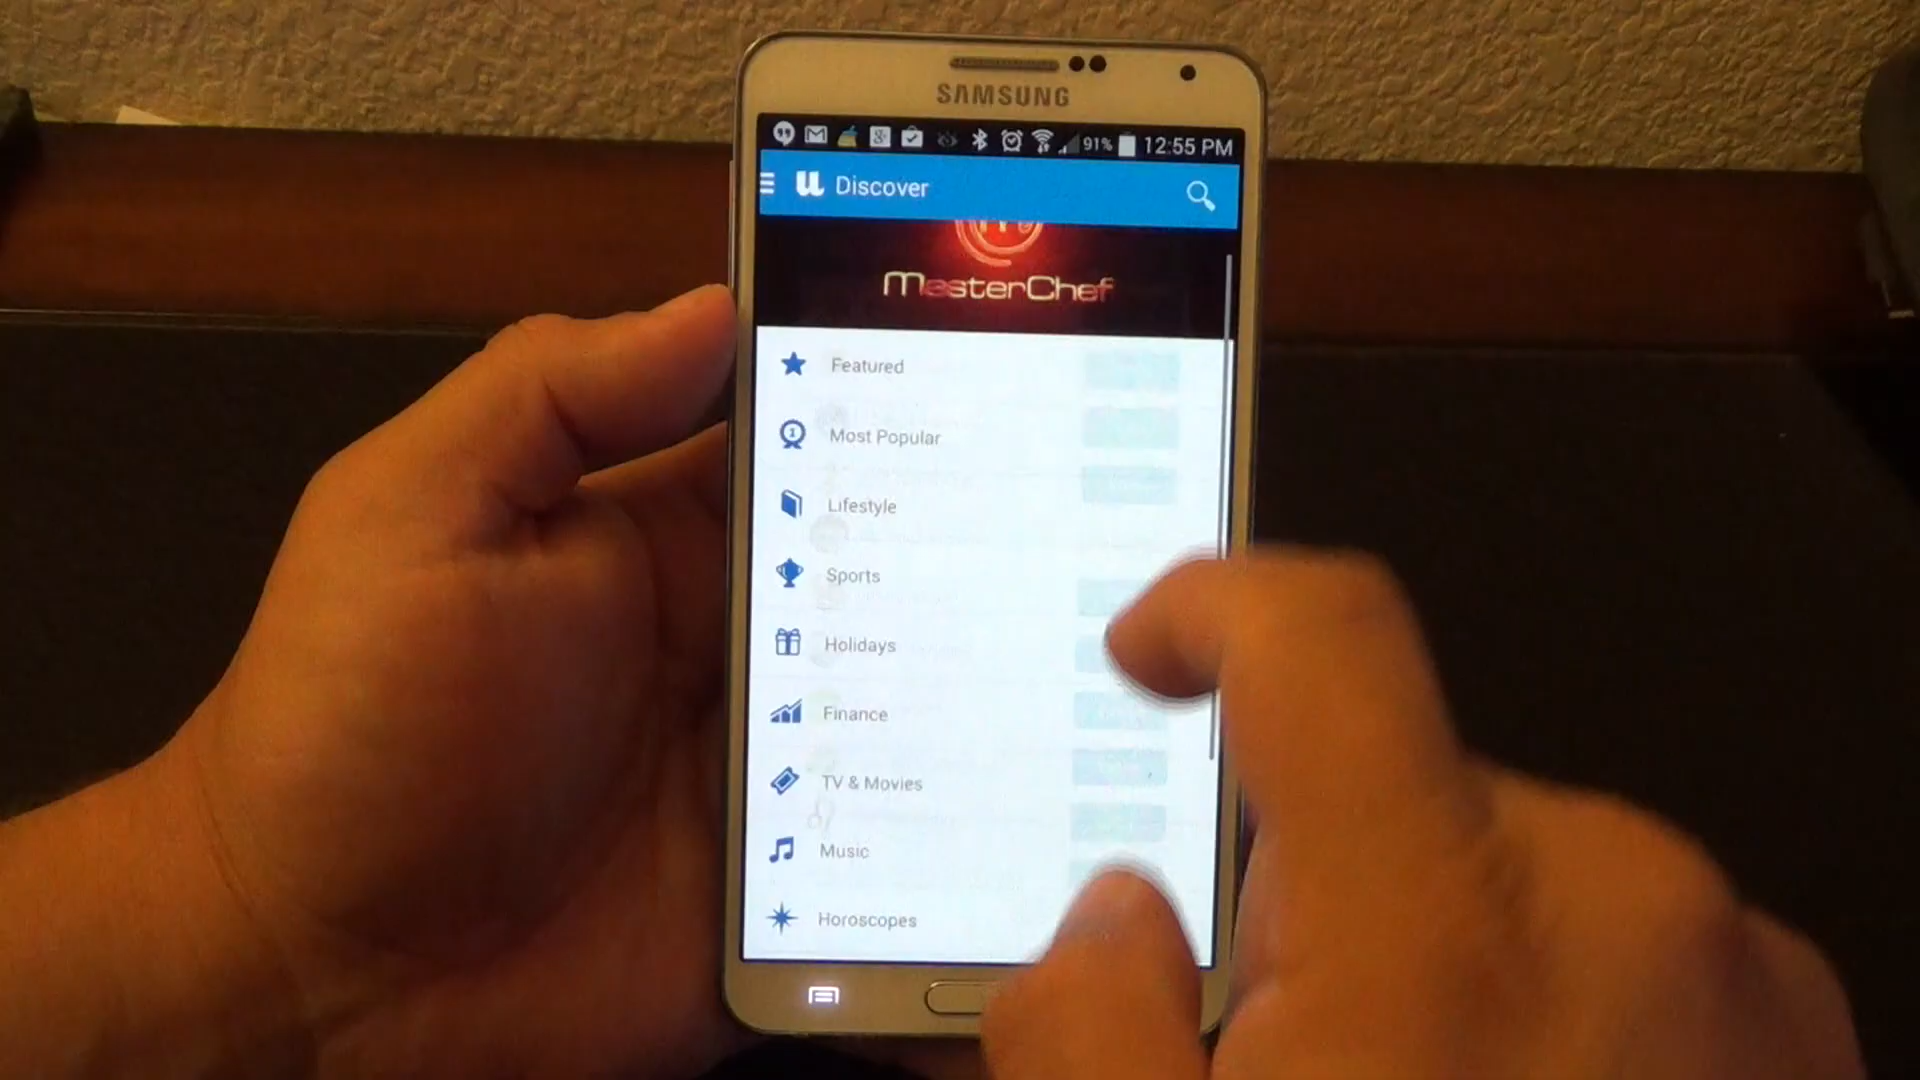 SAMSUNG
91% 12:55 PM
u Discover
MasterChef
Featured
Most Popular
Lifestyle
Sports
Holidays
Finance
TV & Movies
Music
Horoscopes